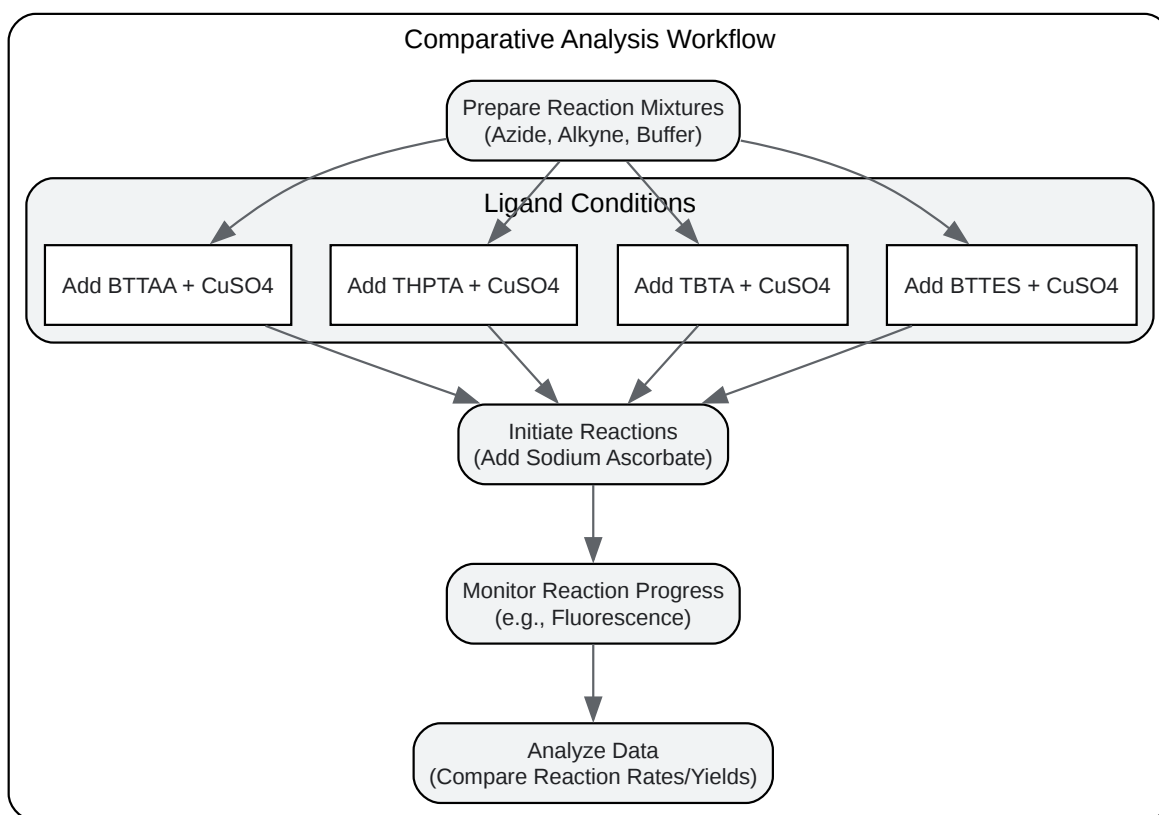 Comparative Analysis Workflow
Prepare Reaction Mixtures
(Azide, Alkyne, Buffer)
Ligand Conditions
Add BTTAA + CuSO4
Add THPTA + CuSO4
Add TBTA + CuSO4
Add BTTES + CuSO4
Initiate Reactions
(Add Sodium Ascorbate)
Monitor Reaction Progress
(e.g., Fluorescence)
Analyze Data
(Compare Reaction Rates/Yields)